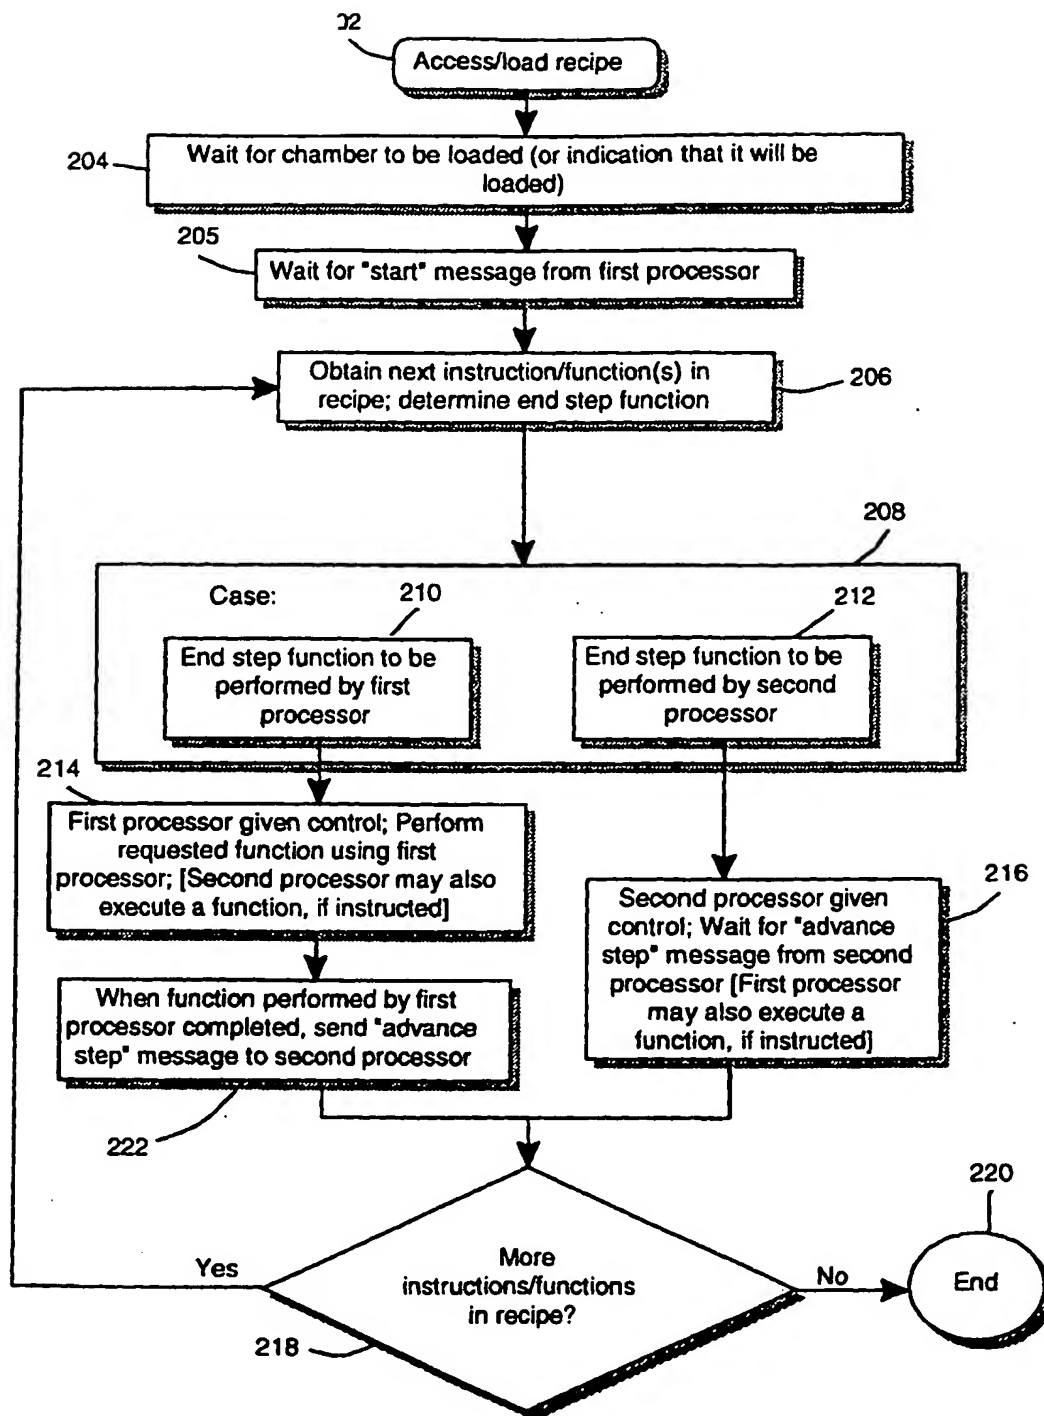 02
Access/load recipe
204
Wait for chamber to be loaded (or indication that it will be
loaded)
205
Wait for "start" message from first processor
Obtain next instruction/function(s) in
recipe; determine end step function
206
208
Case:
210
212
End step function to be
performed by first
processor
End step function to be
performed by second
processor
214
First processor given control; Perform
requested function using first
processor; [Second processor may also
execute a function, if instructed]
216
Second processor given
control; Wait for "advance
step" message from second
processor [First processor
may also execute a
function, if instructed]
When function performed by first
processor completed, send "advance
step" message to second processor
222
220
Yes
More
instructions/functions
in recipe?
No
End
218